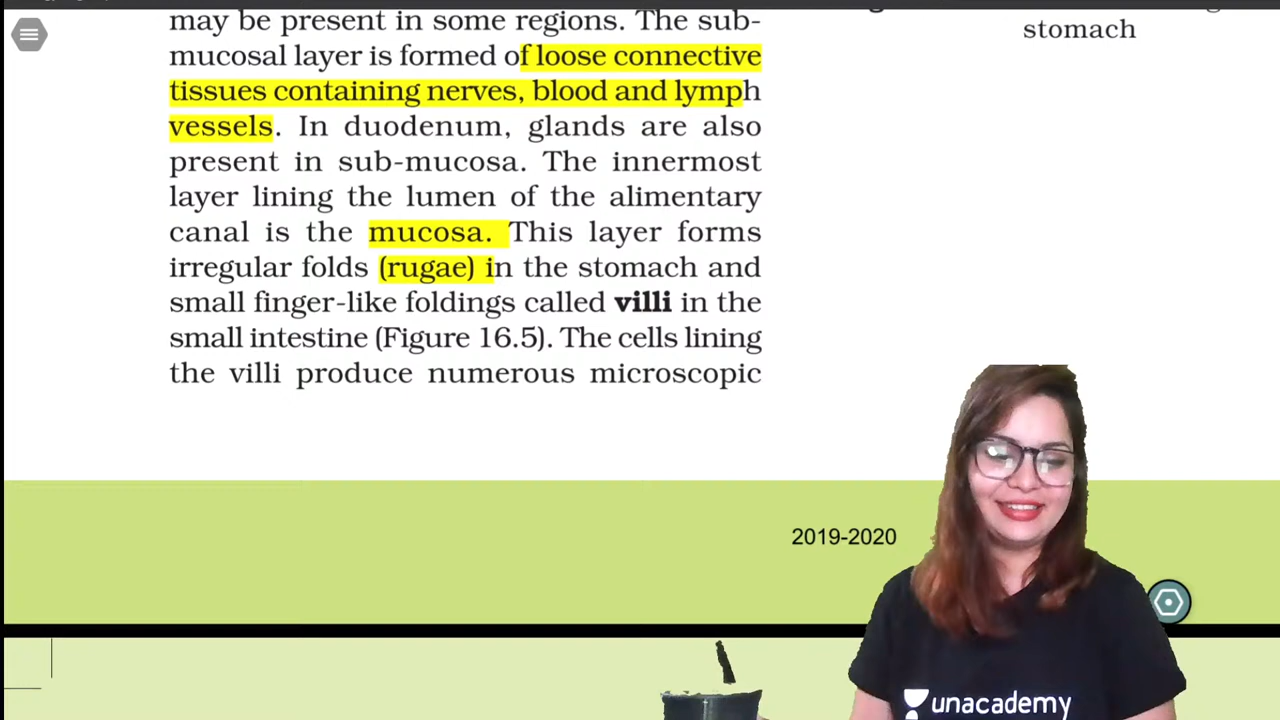 may be present in some regions. The sub-
mucosal layer is formed of loose connective
tissues containing nerves, blood and lymph
vessels. In duodenum, glands are also
present in sub-mucosa. The innermost
layer lining the lumen of the alimentary
canal is the mucosa. This layer forms
irregular folds (rugae) in the stomach and
small finger-like foldings called villi in the
small intestine (Figure 16.5). The cells lining
the villi produce numerous microscopic
stomach
2019-2020
unacademy